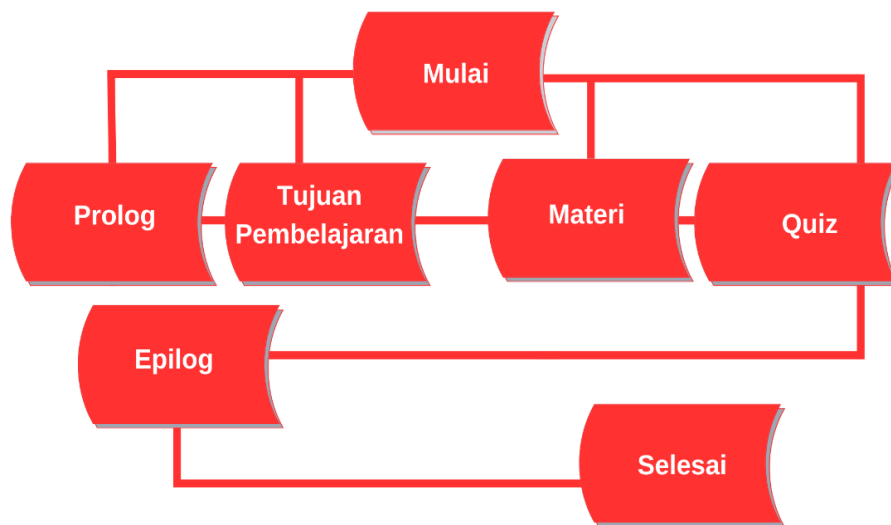 Mulai
Prolog
Tujuan
Pembelajaran
Materi
Quiz
Epilog
Selesai